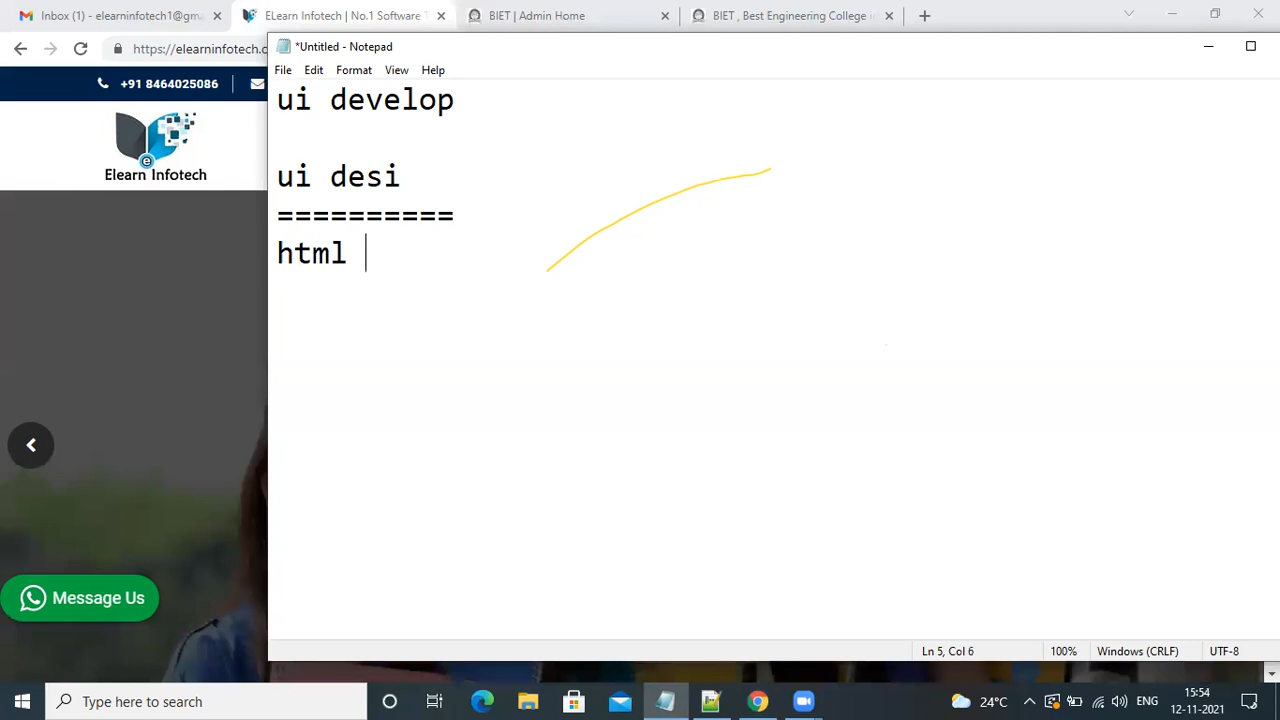 Inbox (1) - elearninfotech1@gma
ELearn Infotech | No.1 Software T
BIET | Admin Home
BIET , Best Engineering College i
https://elearninfotech.c
*Untitled - Notepad
File Edit Format View Help
+91 8464025086
Elearn Infotech
ui develop
ui desi
==========
html
Message Us
Ln 5, Col 6
100%
Windows (CRLF)
UTF-8
Type here to search
24°C
ENG
15:54
12-11-2021